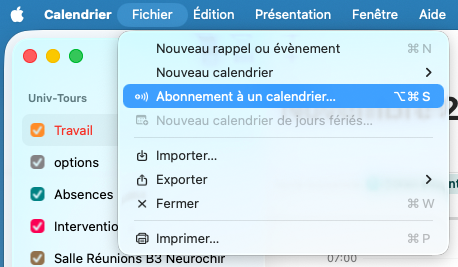 Calendrier Fichier Édition Présentation Fenêtre Aide
Nouveau rappel ou évènement ⌘ N
Nouveau calendrier
Abonnement à un calendrier... ⌥ ⌘ S
Nouveau calendrier de jours fériés...
Importer...
Exporter
Fermer ⌘ W
Imprimer... ⌘ P
Univ-Tours
Travail
options
Absences
Interventio
Salle Réunions B3 Neurochir
07:00